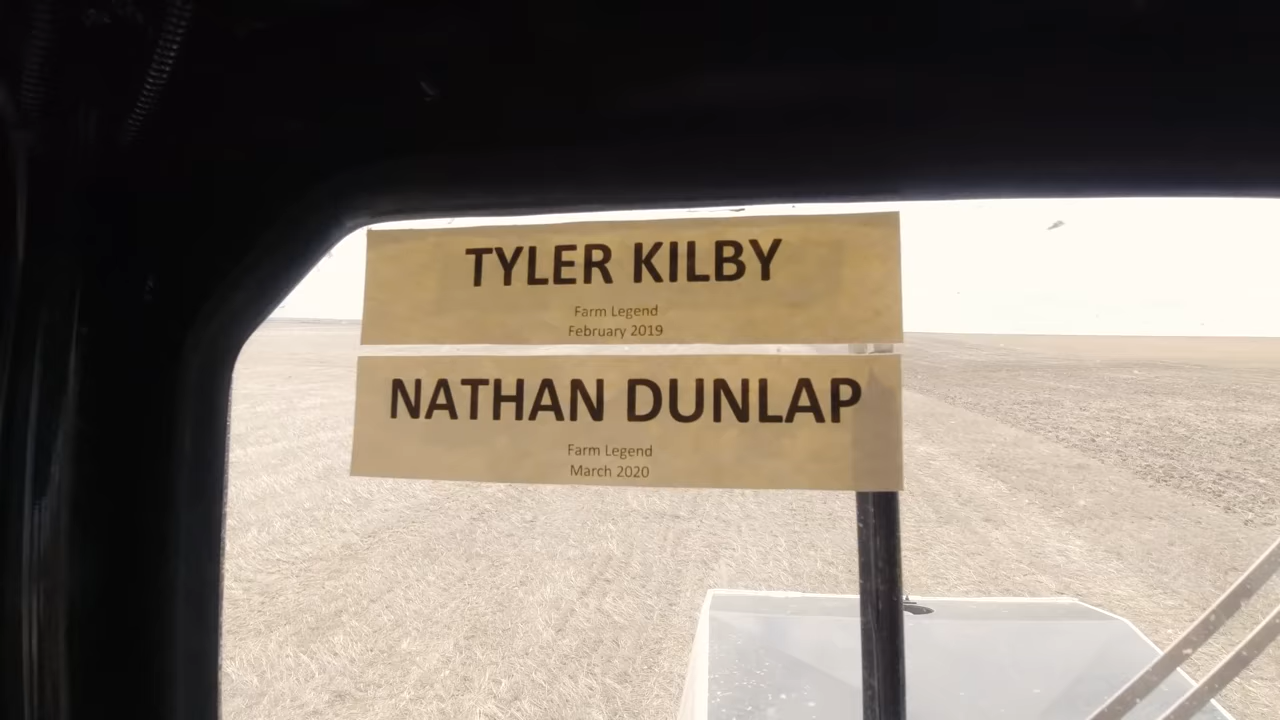 TYLER KILBY
Farm Legend
February 2019
NATHAN DUNLAP
Farm Legend
March 2020